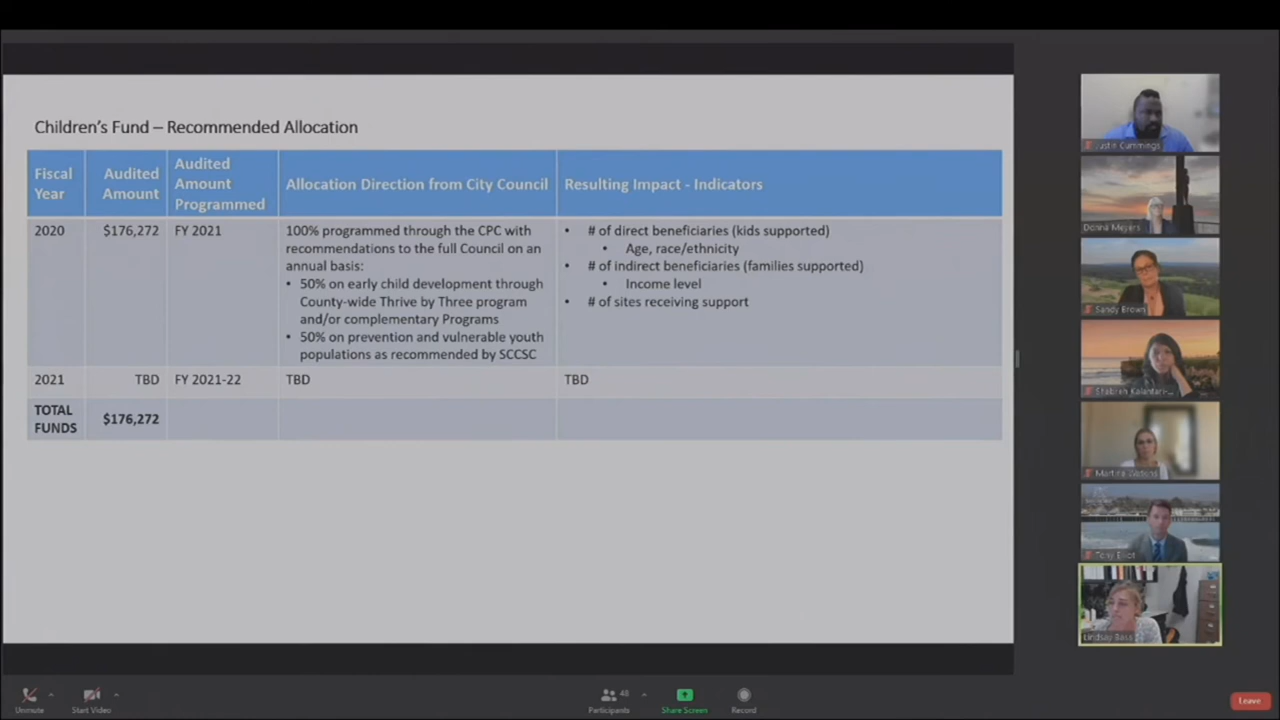 Children's Fund – Recommended Allocation
Fiscal Year
Audited Amount
Audited Amount Programmed
Allocation Direction from City Council
Resulting Impact - Indicators
2020
$176,272
FY 2021
100% programmed through the CPC with
recommendations to the full Council on an
annual basis:
• 50% on early child development through
County-wide Thrive by Three program
and/or complementary Programs
• 50% on prevention and vulnerable youth
populations as recommended by SCCSC
• # of direct beneficiaries (kids supported)
• Age, race/ethnicity
• # of indirect beneficiaries (families supported)
• Income level
• # of sites receiving support
2021
TBD
FY 2021-22
TBD
TBD
TOTAL
FUNDS
$176,272
Justin Cummings
Donna Meyers
Sandy Brown
Shebreh Kalantari-...
Martine Watkins
Tony Elliot
Lindsay Bass
Unmute
Start Video
48
Participants
Share Screen
Record
Leave